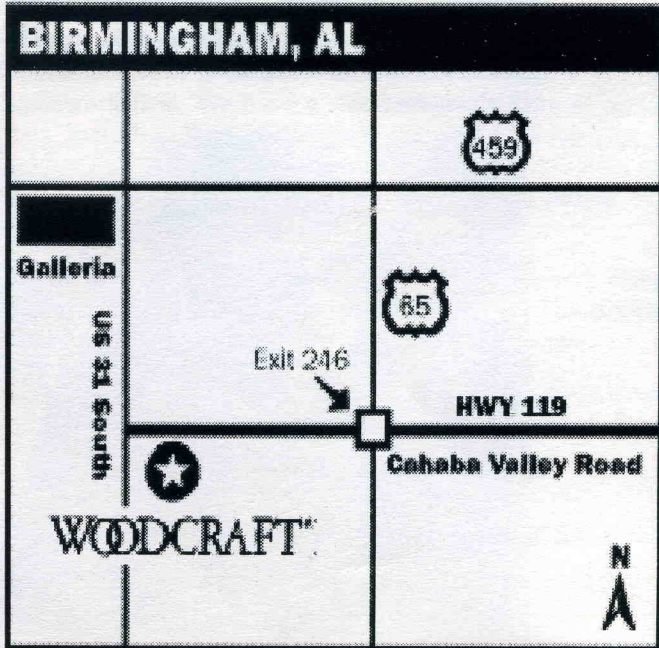 BIRMINGHAM, AL
459
Galleria
65
US 31 South
Exit 246
HWY 119
Cahaba Valley Road
WOODCRAFT
N